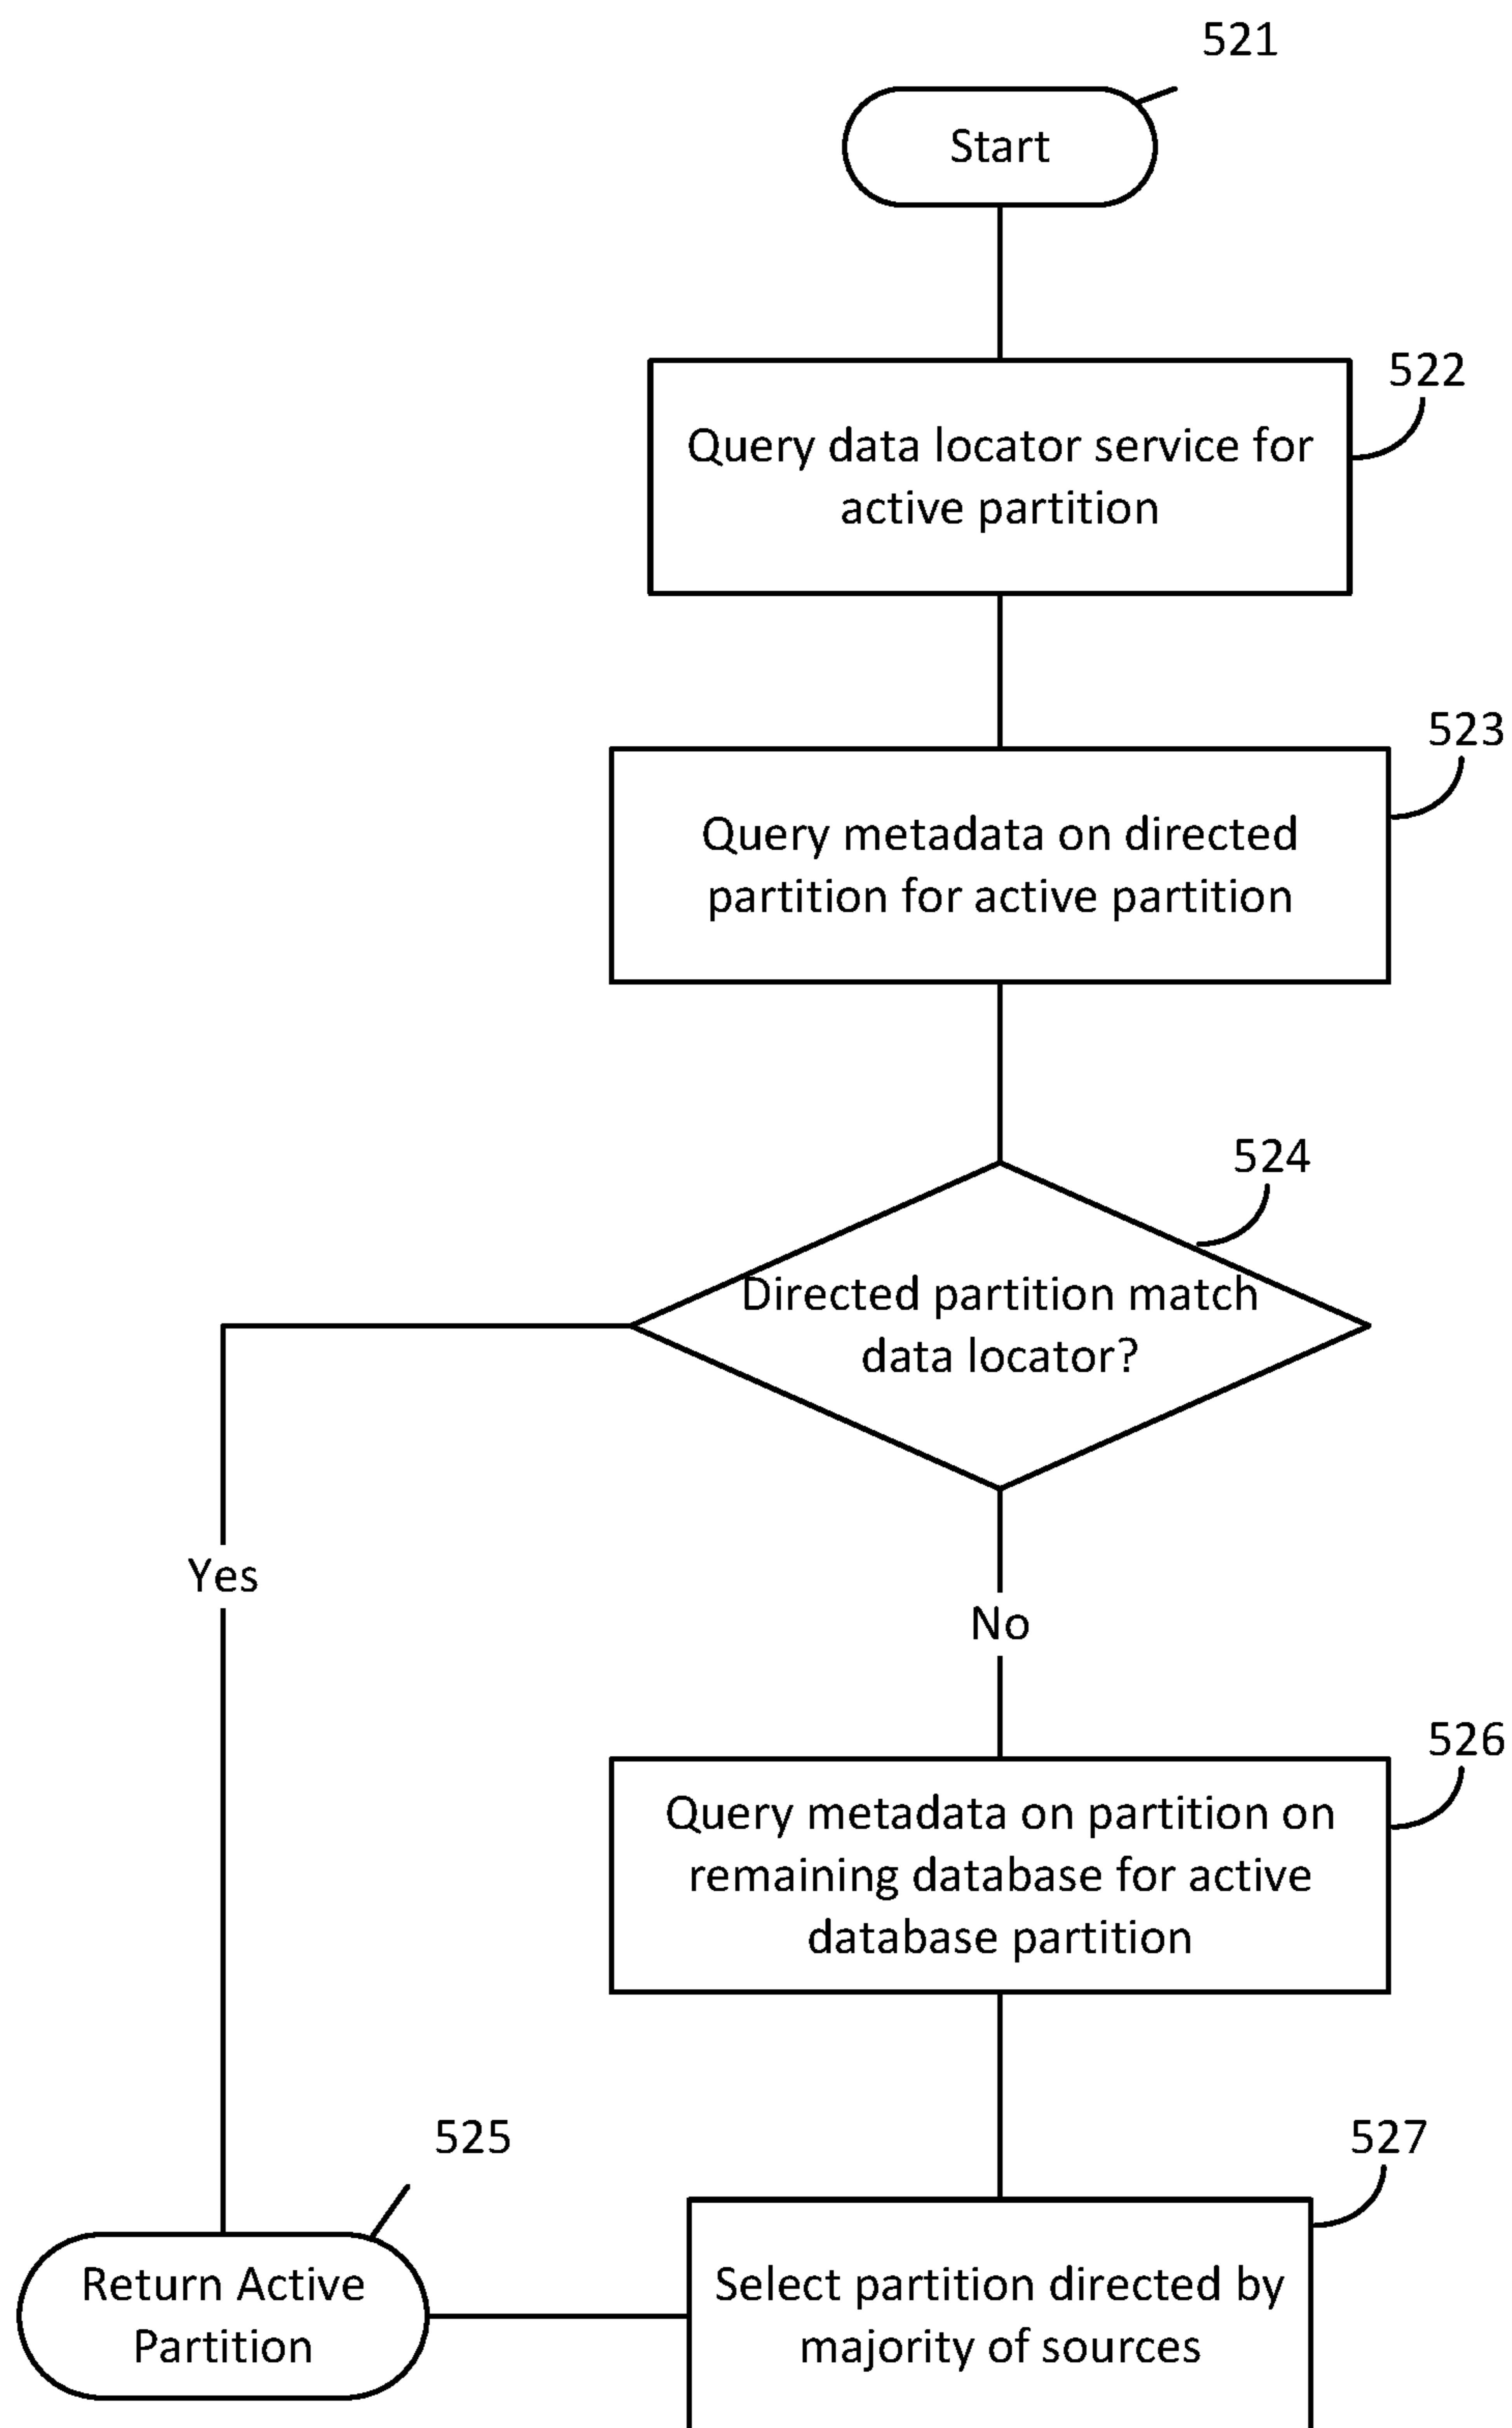 521
Start
522
Query data locator service for
active partition
523
Query metadata on directed
partition for active partition
524
Directed partition match
data locator?
Yes
No
526
Query metadata on partition on
remaining database for active
database partition
525
527
Return Active
Partition
Select partition directed by
majority of sources